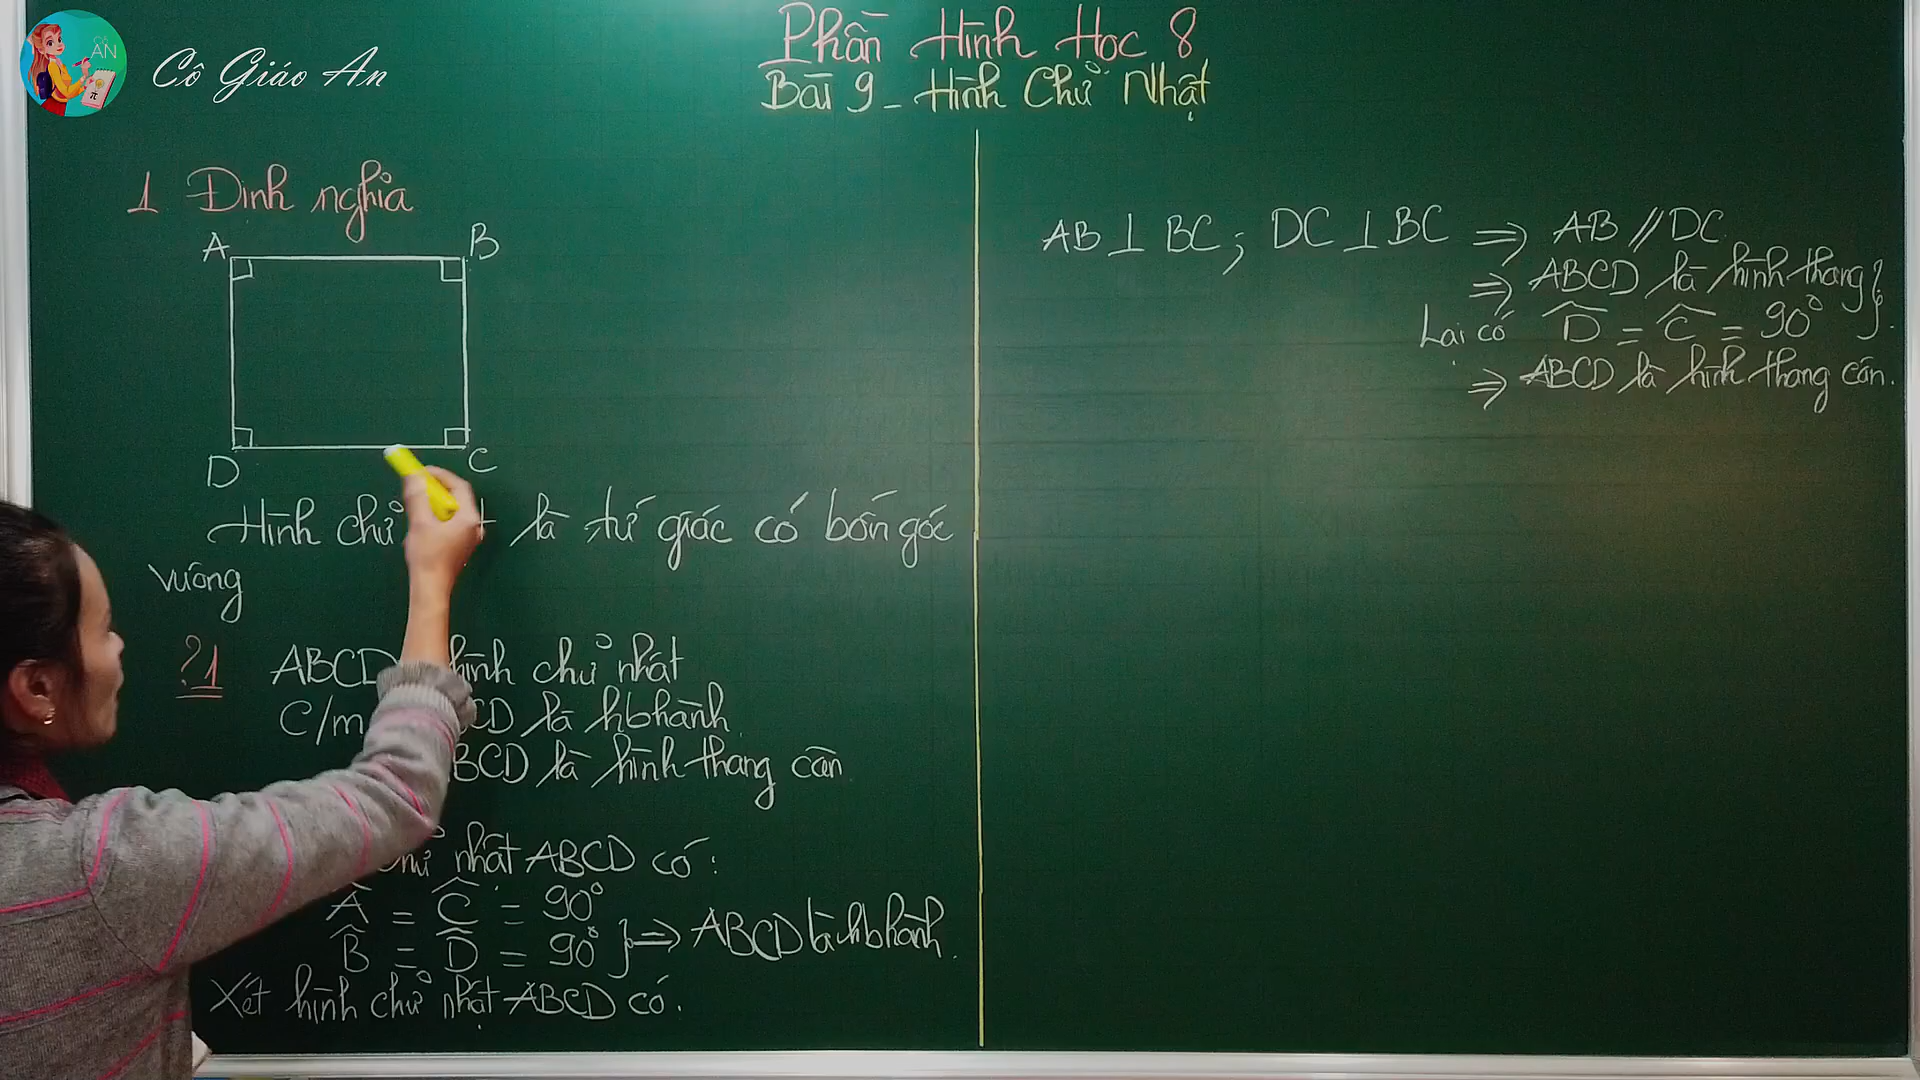 AN
Cô Giáo An
Phần Hình Học 8
Bài 9 - Hình Chữ Nhật
1 Định nghĩa
A B
D C
Hình chữ là tứ giác có bốn góc
vuông
?1 ABCD hình chữ nhật
C/m CD là hbhành
BCD là hình thang cân
chữ nhật ABCD có:
Â = Ĉ = 90°
B̂ = D̂ = 90° } => ABCD là hbhành.
Xét hình chữ nhật ABCD có.
AB ⊥ BC; DC ⊥ BC => AB // DC
=> ABCD là hình thang }
Lại có D̂ = Ĉ = 90° }.
=> ABCD là hình thang cân.